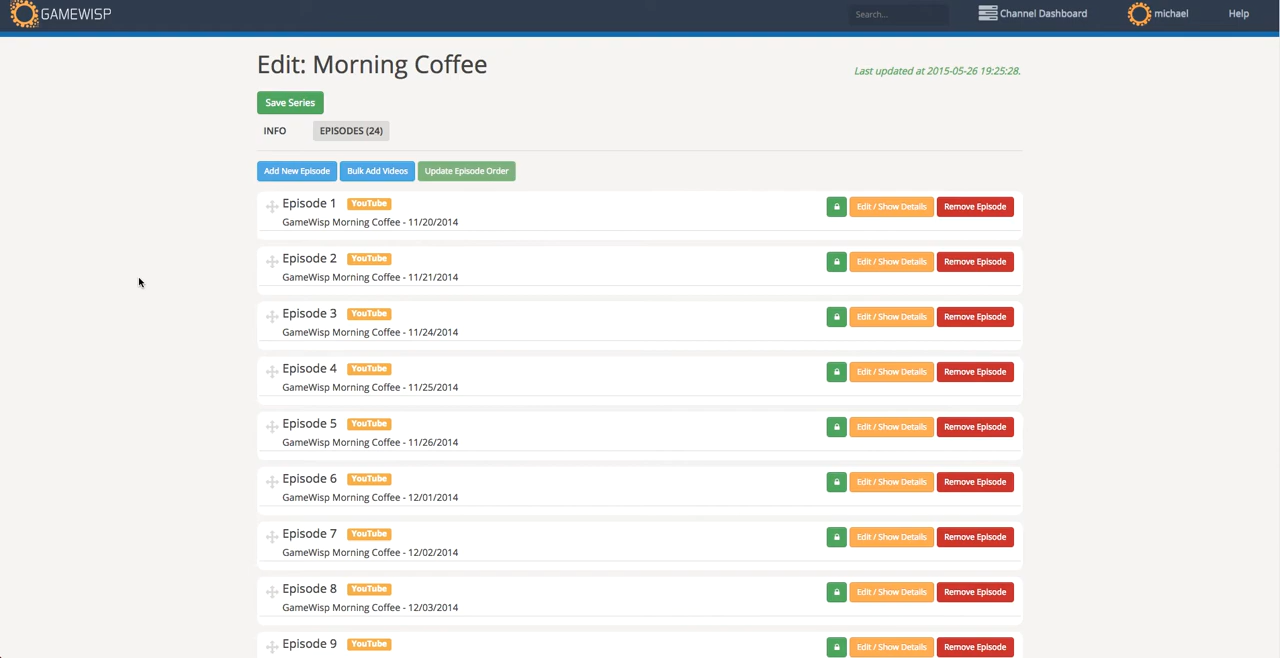 GAMEWISP Search... Channel Dashboard michael Help
Edit: Morning Coffee
Last updated at 2015-05-26 19:25:28.
Save Series
INFO EPISODES (24)
Add New Episode Bulk Add Videos Update Episode Order
Episode 1 YouTube Edit / Show Details Remove Episode
GameWisp Morning Coffee - 11/20/2014
Episode 2 YouTube Edit / Show Details Remove Episode
GameWisp Morning Coffee - 11/21/2014
Episode 3 YouTube Edit / Show Details Remove Episode
GameWisp Morning Coffee - 11/24/2014
Episode 4 YouTube Edit / Show Details Remove Episode
GameWisp Morning Coffee - 11/25/2014
Episode 5 YouTube Edit / Show Details Remove Episode
GameWisp Morning Coffee - 11/26/2014
Episode 6 YouTube Edit / Show Details Remove Episode
GameWisp Morning Coffee - 12/01/2014
Episode 7 YouTube Edit / Show Details Remove Episode
GameWisp Morning Coffee - 12/02/2014
Episode 8 YouTube Edit / Show Details Remove Episode
GameWisp Morning Coffee - 12/03/2014
Episode 9 YouTube Edit / Show Details Remove Episode